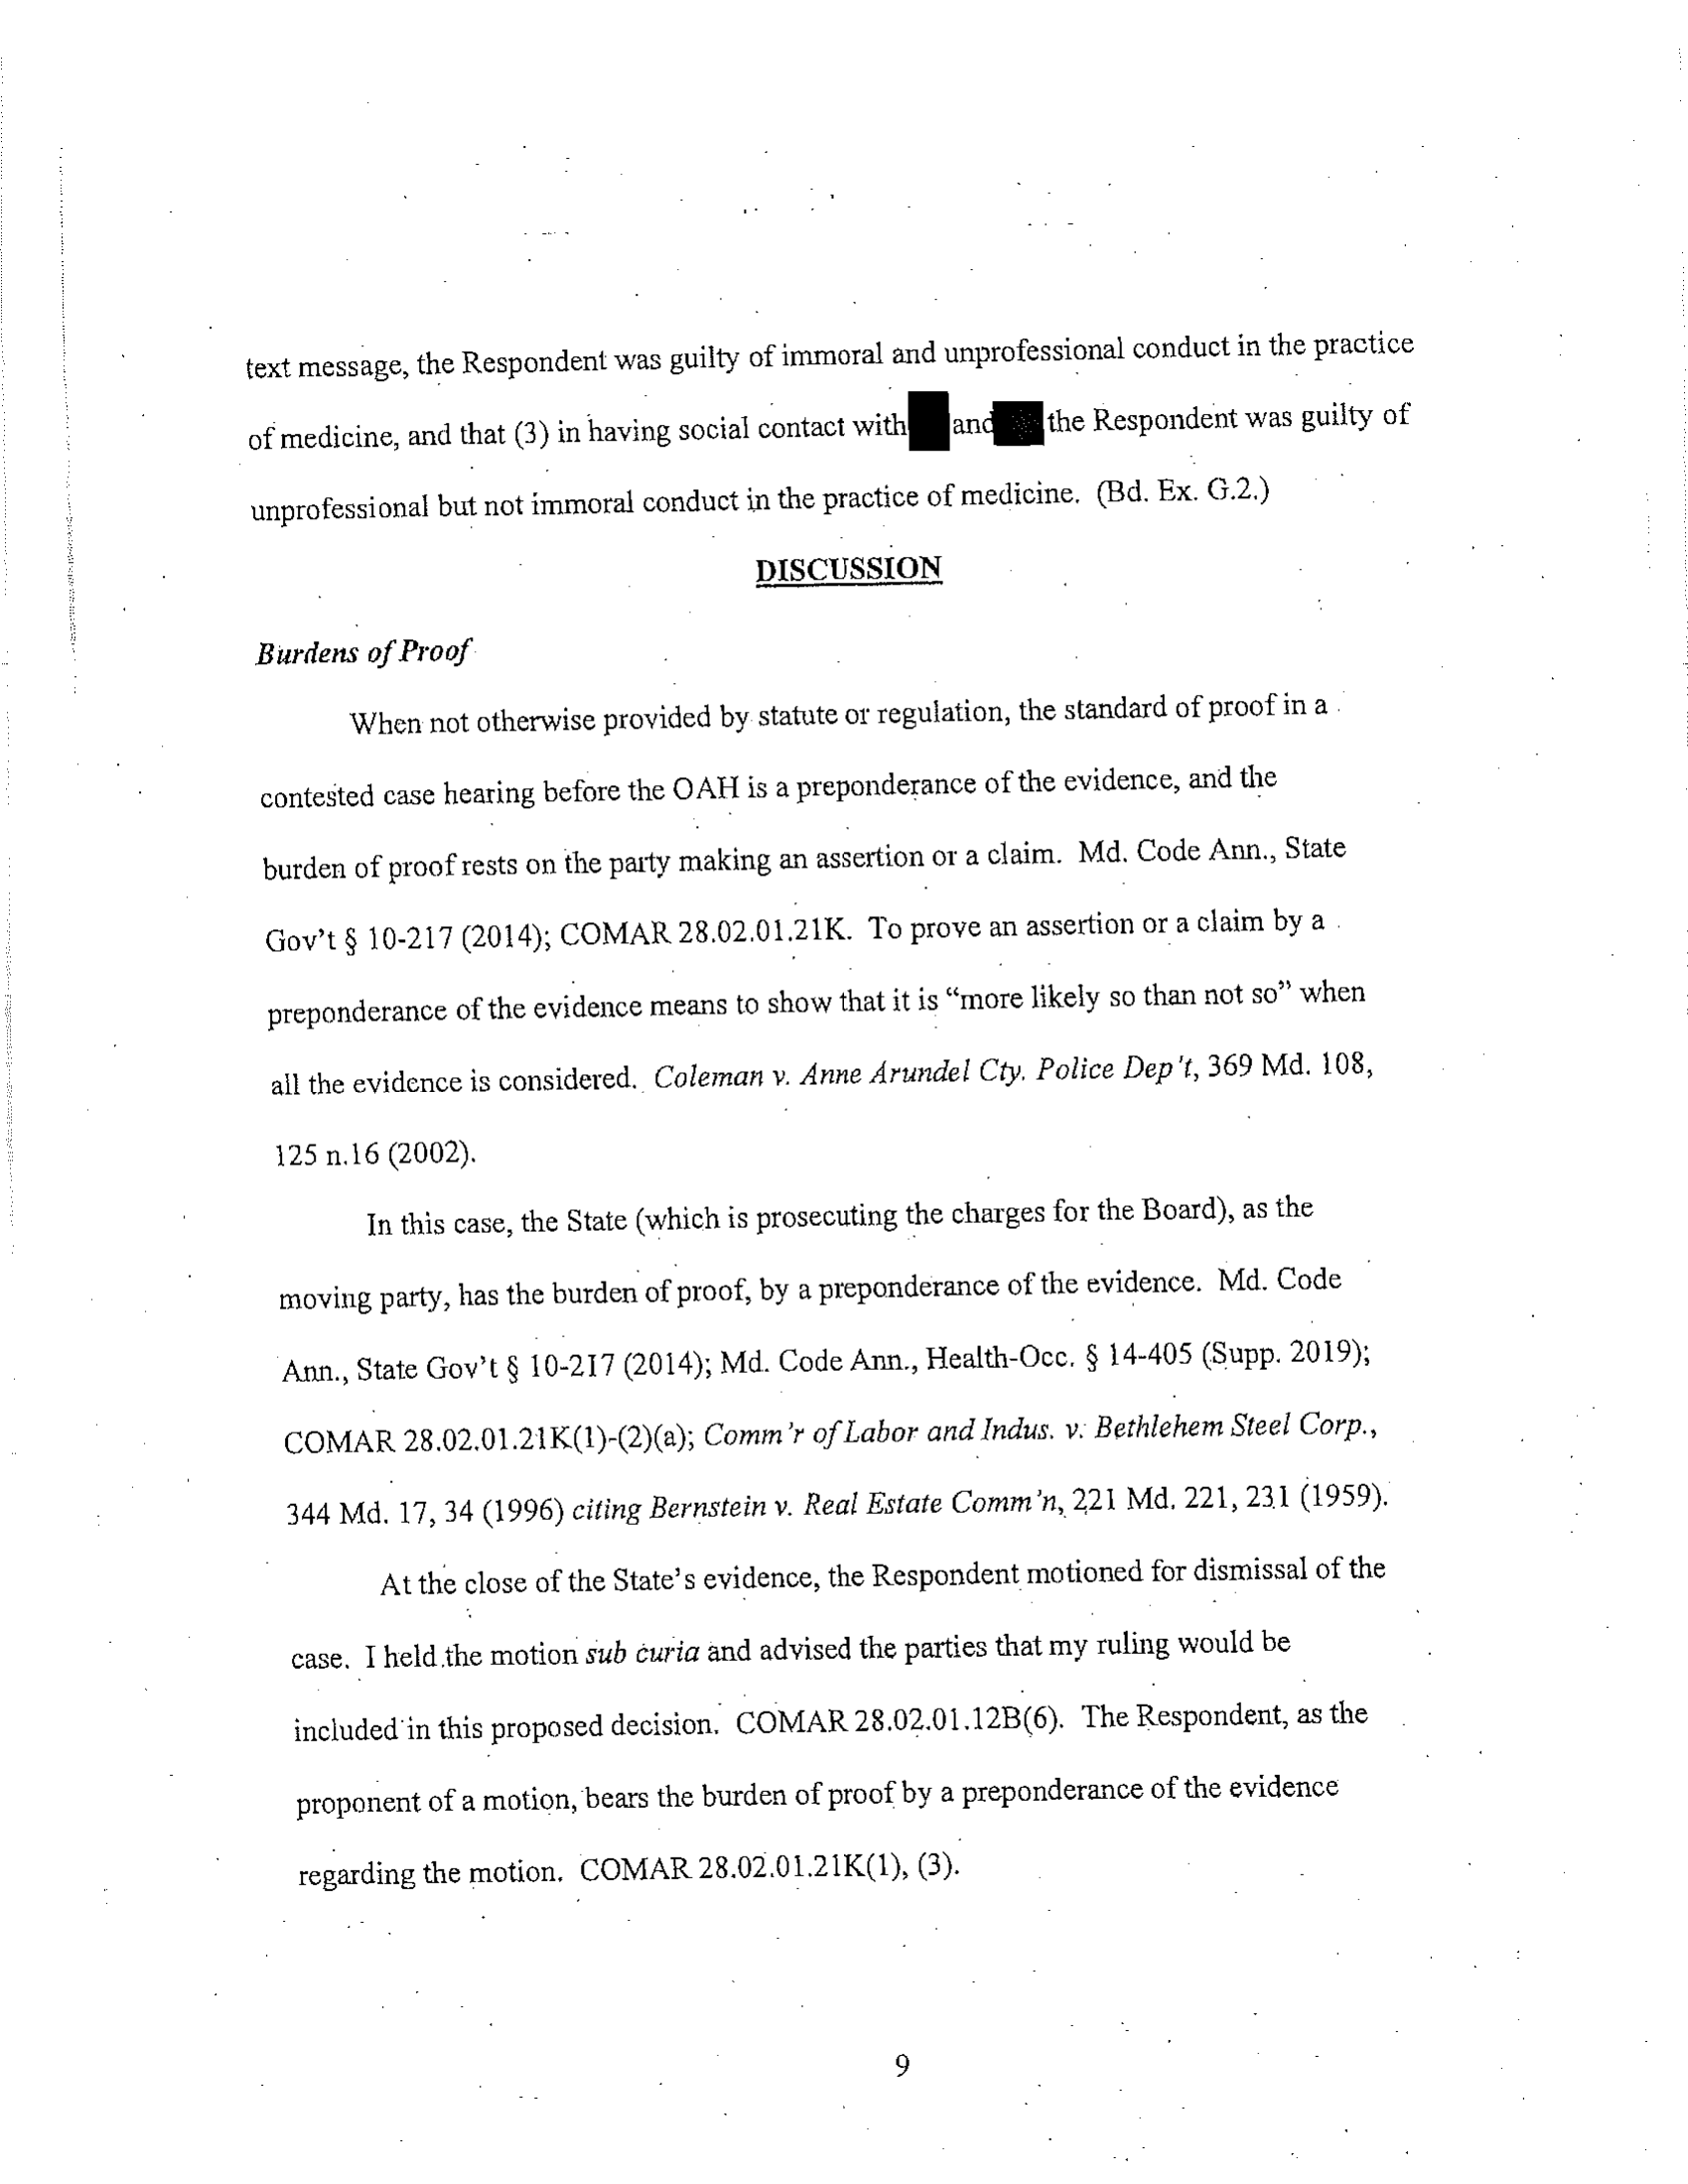 text message, the Respondent was guilty of immoral and unprofessional conduct in the practice
of medicine, and that (3) in having social contact with and the Respondent was guilty of
unprofessional but not immoral conduct in the practice of medicine. (Bd. Ex. G.2.)
DISCUSSION
Burdens of Proof
When not otherwise provided by statute or regulation, the standard of proof in a
contested case hearing before the OAH is a preponderance of the evidence, and the
burden of proof rests on the party making an assertion or a claim. Md. Code Ann., State
Gov't § 10-217 (2014); COMAR 28.02.01.21K. To prove an assertion or a claim by a
preponderance of the evidence means to show that it is “more likely so than not so” when
all the evidence is considered. Coleman v. Anne Arundel Cty. Police Dep't, 369 Md. 108,
125 n.16 (2002).
In this case, the State (which is prosecuting the charges for the Board), as the
moving party, has the burden of proof, by a preponderance of the evidence. Md. Code
Ann., State Gov't § 10-217 (2014); Md. Code Ann., Health-Occ. § 14-405 (Supp. 2019);
COMAR 28.02.01.21K(1)-(2)(a); Comm'r of Labor and Indus. v. Bethlehem Steel Corp.,
344 Md. 17, 34 (1996) citing Bernstein v. Real Estate Comm'n, 221 Md. 221, 231 (1959).
At the close of the State's evidence, the Respondent motioned for dismissal of the
case. I held the motion sub curia and advised the parties that my ruling would be
included in this proposed decision. COMAR 28.02.01.12B(6). The Respondent, as the
proponent of a motion, bears the burden of proof by a preponderance of the evidence
regarding the motion. COMAR 28.02.01.21K(1), (3).
9